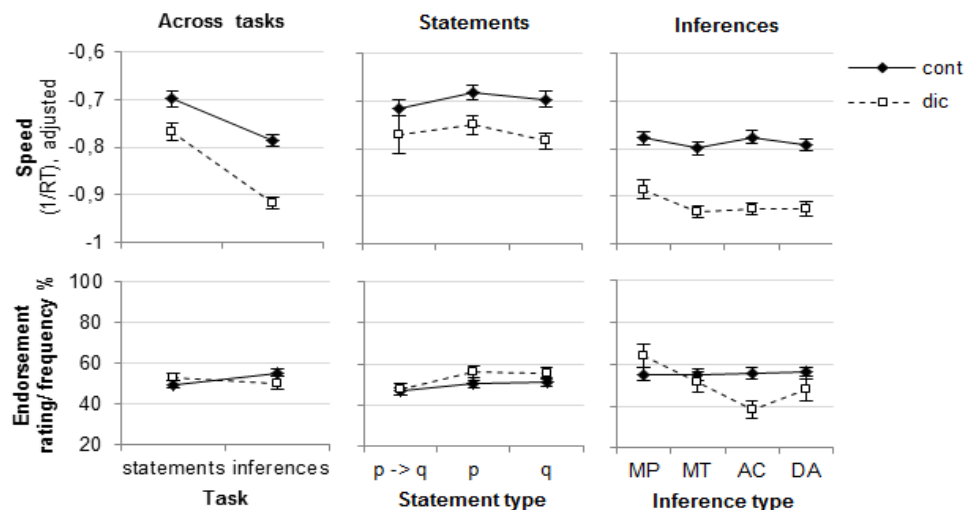 Across tasks
Statements
Inferences
-0,6
-0,7
-0,8
-0,9
-1
Speed
(1/RT), adjusted
cont
dic
100
80
60
40
20
Endorsement
rating/ frequency %
statements inferences
Task
p -> q p q
Statement type
MP MT AC DA
Inference type